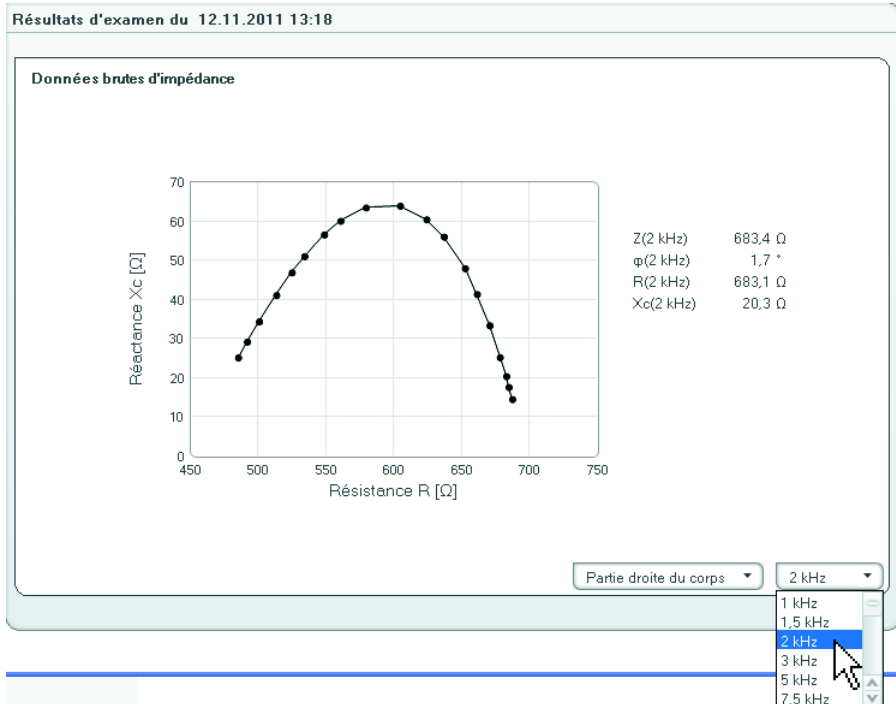 Résultats d'examen du 12.11.2011 13:18
Données brutes d'impédance
70
60
50
40
30
20
10
0
Réactance Xc [Ω]
450 500 550 600 650 700 750
Résistance R [Ω]
Z(2 kHz) 683,4 Ω
φ(2 kHz) 1,7 °
R(2 kHz) 683,1 Ω
Xc(2 kHz) 20,3 Ω
Partie droite du corps
2 kHz
1 kHz
1,5 kHz
2 kHz
3 kHz
5 kHz
7,5 kHz